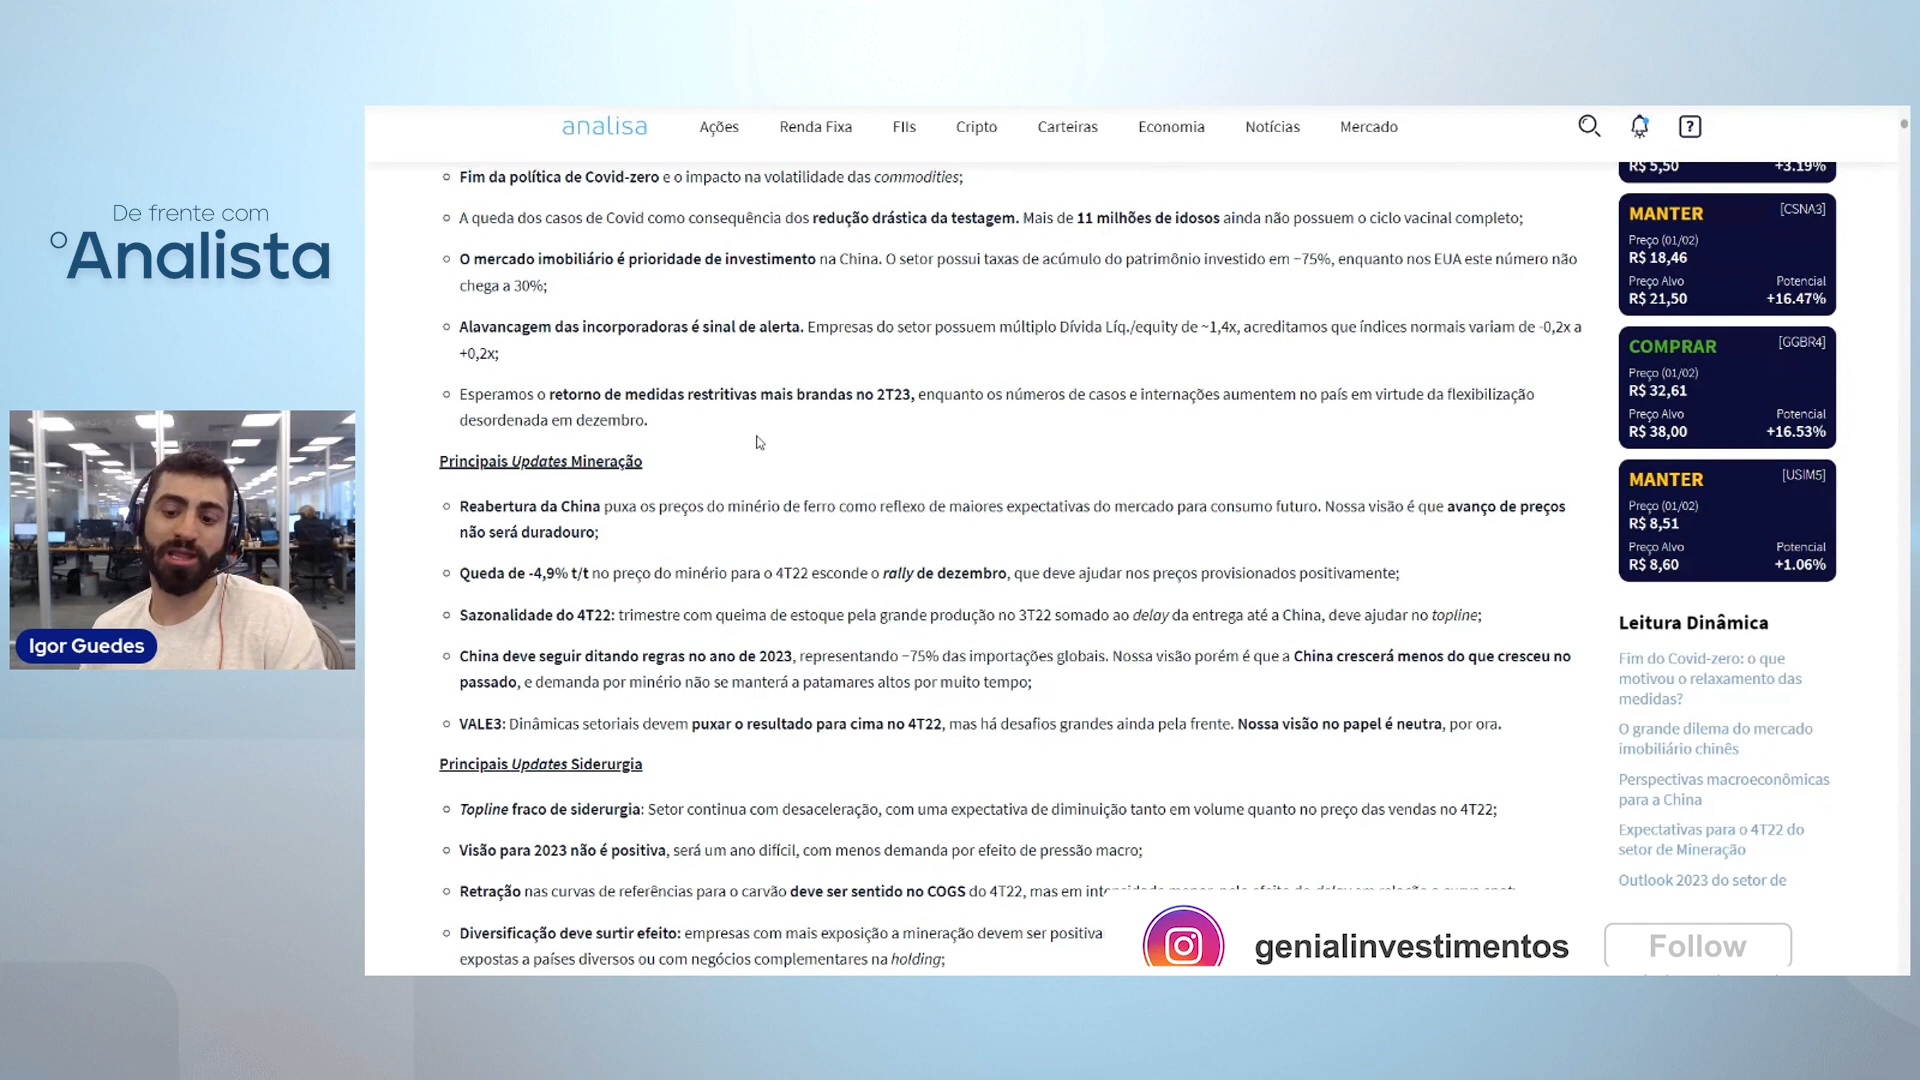 De frente com
°Analista
Igor Guedes
analisa
Ações
Renda Fixa
FIIs
Cripto
Carteiras
Economia
Notícias
Mercado
Fim da política de Covid-zero e o impacto na volatilidade das commodities;
A queda dos casos de Covid como consequência dos redução drástica da testagem. Mais de 11 milhões de idosos ainda não possuem o ciclo vacinal completo;
O mercado imobiliário é prioridade de investimento na China. O setor possui taxas de acúmulo do patrimônio investido em ~75%, enquanto nos EUA este número não
chega a 30%;
Alavancagem das incorporadoras é sinal de alerta. Empresas do setor possuem múltiplo Dívida Líq./equity de ~1,4x, acreditamos que índices normais variam de -0,2x a
+0,2x;
Esperamos o retorno de medidas restritivas mais brandas no 2T23, enquanto os números de casos e internações aumentem no país em virtude da flexibilização
desordenada em dezembro.
Principais Updates Mineração
Reabertura da China puxa os preços do minério de ferro como reflexo de maiores expectativas do mercado para consumo futuro. Nossa visão é que avanço de preços
não será duradouro;
Queda de -4,9% t/t no preço do minério para o 4T22 esconde o rally de dezembro, que deve ajudar nos preços provisionados positivamente;
Sazonalidade do 4T22: trimestre com queima de estoque pela grande produção no 3T22 somado ao delay da entrega até a China, deve ajudar no topline;
China deve seguir ditando regras no ano de 2023, representando ~75% das importações globais. Nossa visão porém é que a China crescerá menos do que cresceu no
passado, e demanda por minério não se manterá a patamares altos por muito tempo;
VALE3: Dinâmicas setoriais devem puxar o resultado para cima no 4T22, mas há desafios grandes ainda pela frente. Nossa visão no papel é neutra, por ora.
Principais Updates Siderurgia
Topline fraco de siderurgia: Setor continua com desaceleração, com uma expectativa de diminuição tanto em volume quanto no preço das vendas no 4T22;
Visão para 2023 não é positiva, será um ano difícil, com menos demanda por efeito de pressão macro;
Retração nas curvas de referências para o carvão deve ser sentido no COGS do 4T22, mas em
Diversificação deve surtir efeito: empresas com mais exposição a mineração devem ser positiva
expostas a países diversos ou com negócios complementares na holding;
R$ 5,50 +3.19%
MANTER [CSNA3]
Preço (01/02)
R$ 18,46
Preço Alvo Potencial
R$ 21,50 +16.47%
COMPRAR [GGBR4]
Preço (01/02)
R$ 32,61
Preço Alvo Potencial
R$ 38,00 +16.53%
MANTER [USIM5]
Preço (01/02)
R$ 8,51
Preço Alvo Potencial
R$ 8,60 +1.06%
Leitura Dinâmica
Fim do Covid-zero: o que
motivou o relaxamento das
medidas?
O grande dilema do mercado
imobiliário chinês
Perspectivas macroeconômicas
para a China
Expectativas para o 4T22 do
setor de Mineração
Outlook 2023 do setor de
genialinvestimentos
Follow